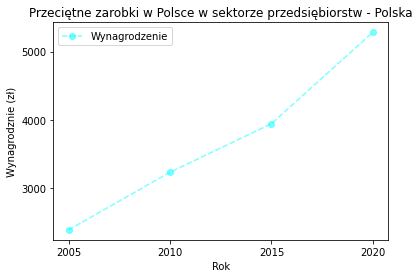 Przeciętne zarobki w Polsce w sektorze przedsiębiorstw - Polska
Wynagrodzenie
Wynagrodznie (zł)
5000
4000
3000
2005 2010 2015 2020
Rok